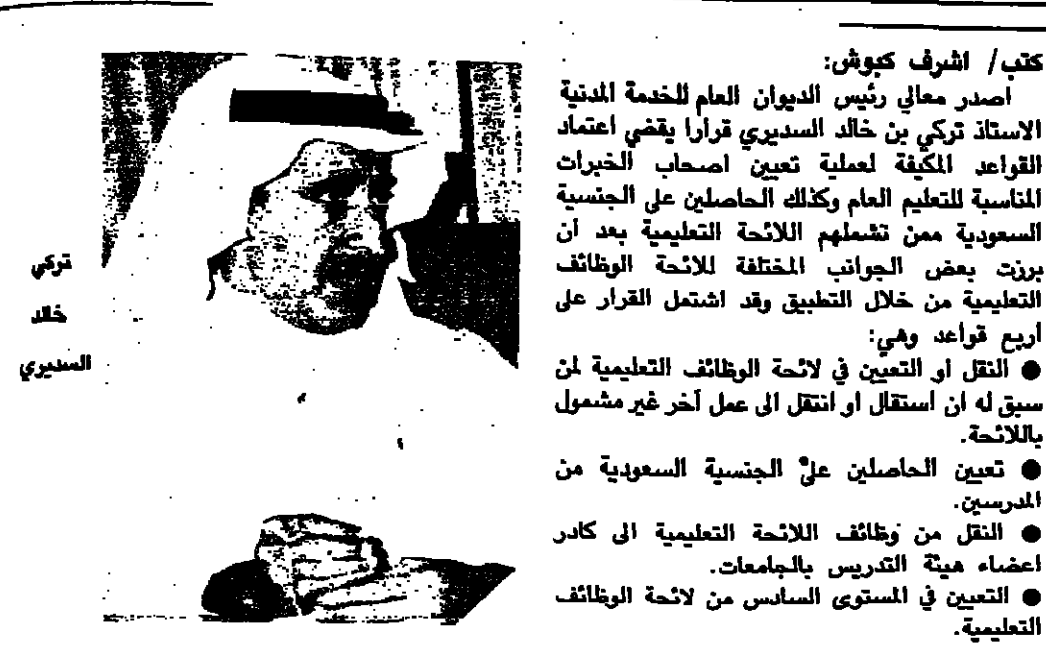 كتب/ اشرف كبوش:
اصدر معالي رئيس الديوان العام للخدمة المدنية
الاستاذ تركي بن خالد السديري قرارا يقضي اعتماد
القواعد المكيفة لعملية تعيين اصحاب الخبرات
المناسبة للتعليم العام وكذلك الحاصلين على الجنسية
السعودية ممن تشملهم اللائحة التعليمية بعد أن
برزت بعض الجوانب المختلفة للائحة الوظائف
التعليمية من خلال التطبيق وقد اشتمل القرار على
اربع قواعد وهي:
● النقل او التعيين في لائحة الوظائف التعليمية لمن
سبق له ان استقال او انتقل الى عمل آخر غير مشمول
باللائحة.
● تعيين الحاصلين على الجنسية السعودية من
المدرسين.
● النقل من وظائف اللائحة التعليمية الى كادر
اعضاء هيئة التدريس بالجامعات.
● التعيين في المستوى السادس من لائحة الوظائف
التعليمية.
تركي
خالد
السديري